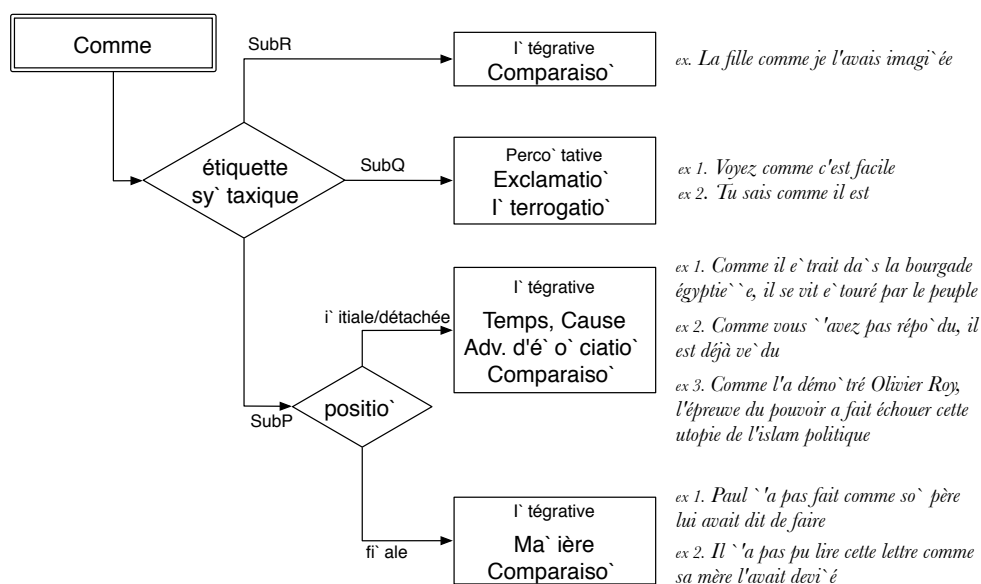 Comme
SubR
I` tégrative
Comparaiso`
ex. La fille comme je l'avais imagi` ée
étiquette
sy` taxique
SubQ
Perco` tative
Exclamatio`
I` terrogatio`
ex 1. Voyez comme c'est facile
ex 2. Tu sais comme il est
i` itiale/détachée
I` tégrative
Temps, Cause
Adv. d'é` o` ciatio`
Comparaiso`
ex 1. Comme il e` trait da` s la bourgade
égyptie` ` e, il se vit e` touré par le peuple
ex 2. Comme vous ` 'avez pas répo` du, il
est déjà ve` du
ex 3. Comme l'a démo` tré Olivier Roy,
l'épreuve du pouvoir a fait échouer cette
utopie de l'islam politique
SubP
positio`
fi` ale
I` tégrative
Ma` ière
Comparaiso`
ex 1. Paul ` 'a pas fait comme so` père
lui avait dit de faire
ex 2. Il ` 'a pas pu lire cette lettre comme
sa mère l'avait devi` é